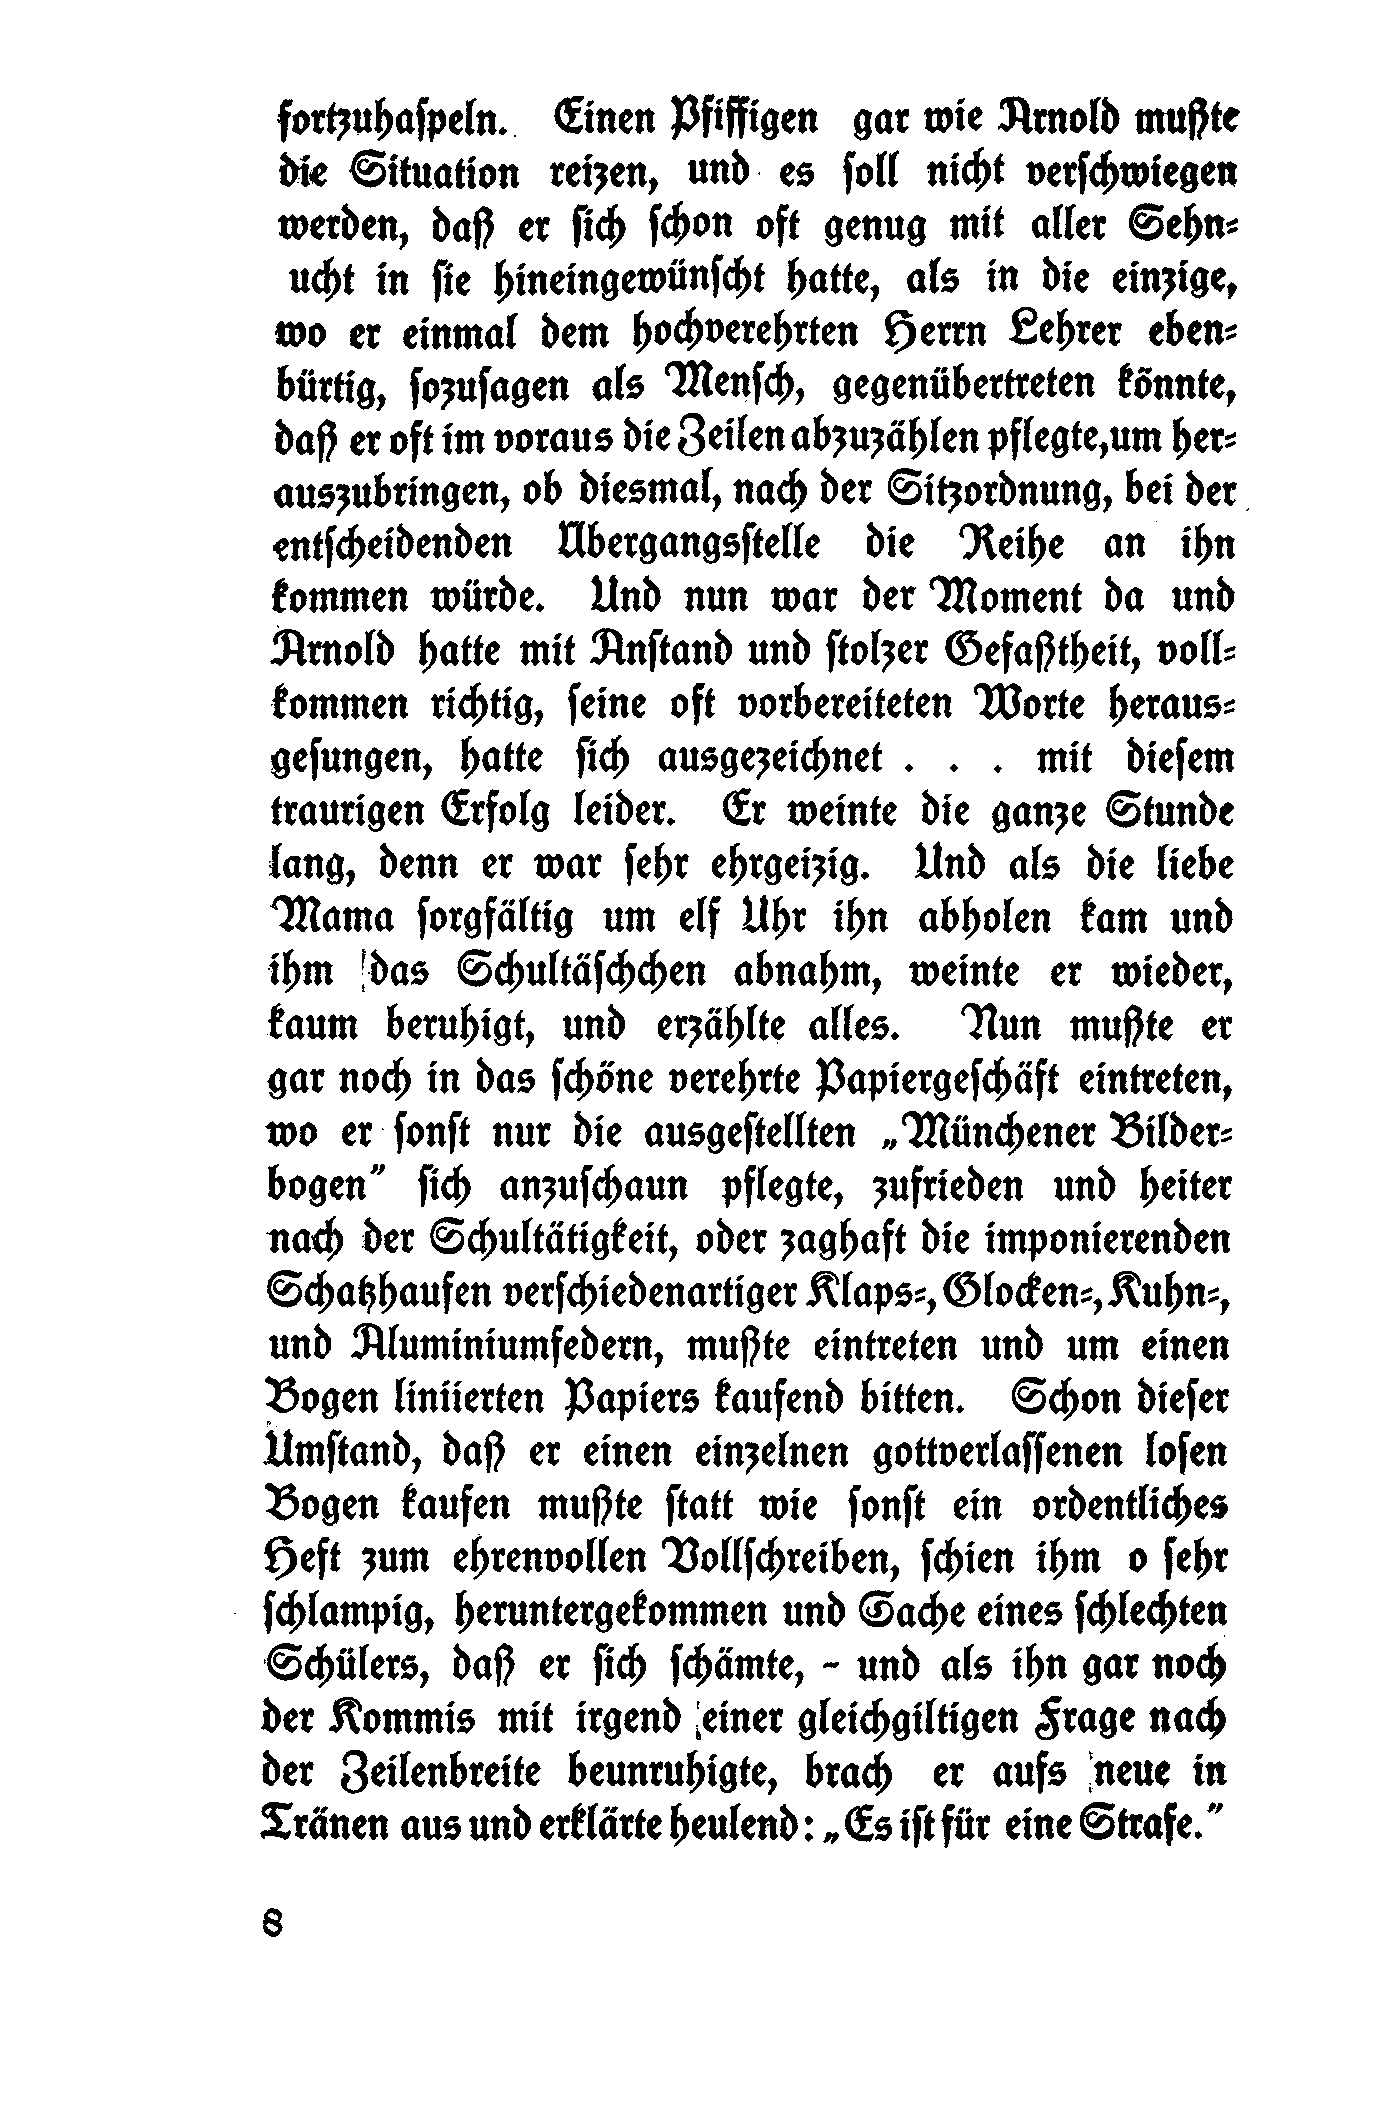 fortzuhaspeln. Einen Pfiffigen gar wie Arnold mußte
die Situation reizen, und es soll nicht verschwiegen
werden, daß er sich schon oft genug mit aller Sehn-
ucht in sie hineingewünscht hatte, als in die einzige,
wo er einmal dem hochverehrten Herrn Lehrer eben-
bürtig, sozusagen als Mensch, gegenübertreten könnte,
daß er oft im voraus die Zeilen abzuzählen pflegte, um her-
auszubringen, ob diesmal, nach der Sitzordnung, bei der
entscheidenden Übergangsstelle die Reihe an ihn
kommen würde. Und nun war der Moment da und
Arnold hatte mit Anstand und stolzer Gefaßtheit, voll-
kommen richtig, seine oft vorbereiteten Worte heraus-
gesungen, hatte sich ausgezeichnet . . . mit diesem
traurigen Erfolg leider. Er weinte die ganze Stunde
lang, denn er war sehr ehrgeizig. Und als die liebe
Mama sorgfältig um elf Uhr ihn abholen kam und
ihm das Schultäschchen abnahm, weinte er wieder,
kaum beruhigt, und erzählte alles. Nun mußte er
gar noch in das schöne verehrte Papiergeschäft eintreten,
wo er sonst nur die ausgestellten „Münchener Bilder-
bogen" sich anzuschaun pflegte, zufrieden und heiter
nach der Schultätigkeit, oder zaghaft die imponierenden
Schatzhaufen verschiedenartiger Klaps-, Glocken-, Kuhn-,
und Aluminiumfedern, mußte eintreten und um einen
Bogen liniierten Papiers kaufend bitten. Schon dieser
Umstand, daß er einen einzelnen gottverlassenen losen
Bogen kaufen mußte statt wie sonst ein ordentliches
Heft zum ehrenvollen Vollschreiben, schien ihm o sehr
schlampig, heruntergekommen und Sache eines schlechten
Schülers, daß er sich schämte, - und als ihn gar noch
der Kommis mit irgend einer gleichgiltigen Frage nach
der Zeilenbreite beunruhigte, brach er aufs neue in
Tränen aus und erklärte heulend: „Es ist für eine Strafe."
8